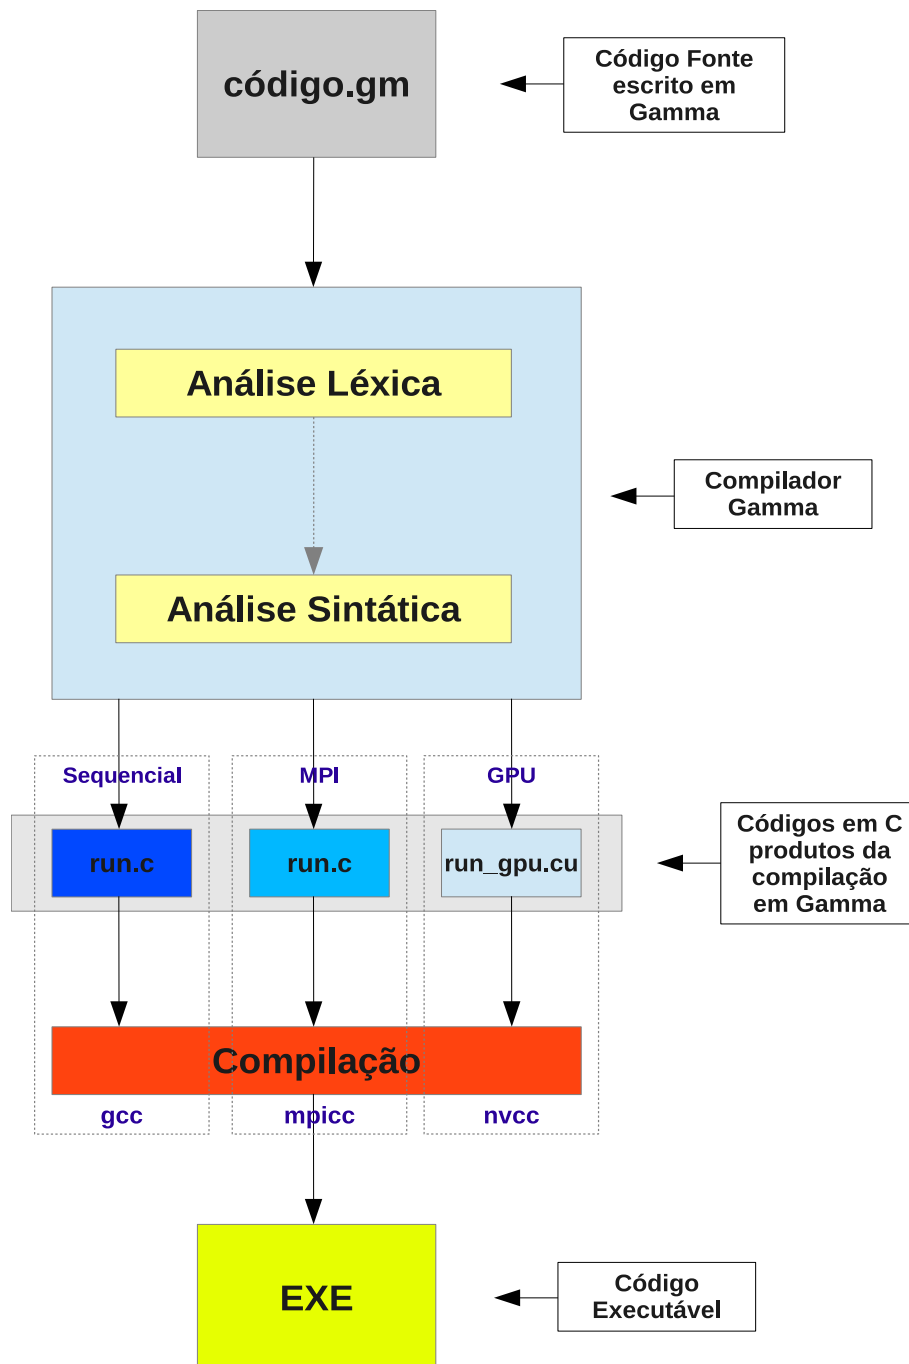 código.gm
Código Fonte
escrito em
Gamma
Análise Léxica
Compilador
Gamma
Análise Sintática
Sequencial
MPI
GPU
run.c
run.c
run_gpu.cu
Códigos em C
produtos da
compilação
em Gamma
Compilação
gcc
mpicc
nvcc
EXE
Código
Executável